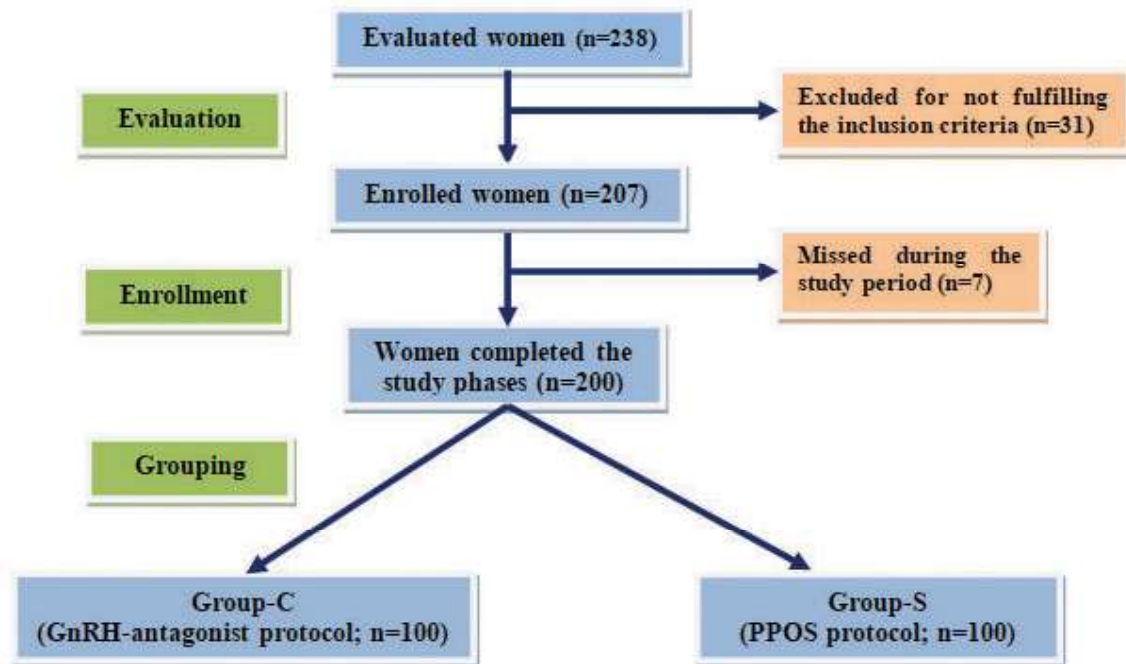 Evaluated women (n=238)
Evaluation
Excluded for not fulfilling
the inclusion criteria (n=31)
Enrolled women (n=207)
Enrollment
Missed during the
study period (n=7)
Women completed the
study phases (n=200)
Grouping
Group-C
(GnRH-antagonist protocol; n=100)
Group-S
(PPOS protocol; n=100)